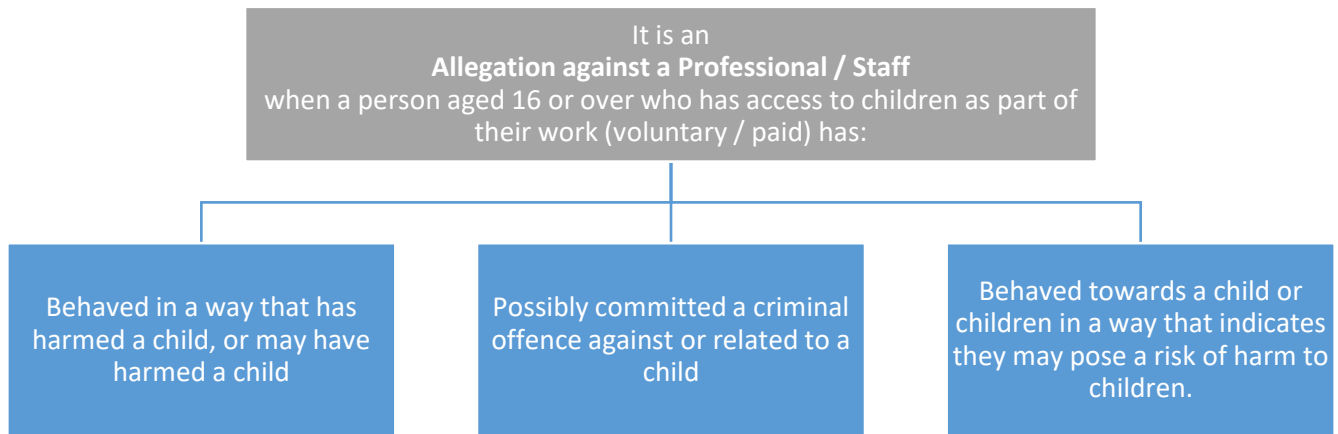 It is an
Allegation against a Professional / Staff
when a person aged 16 or over who has access to children as part of
their work (voluntary / paid) has:
Behaved in a way that has
harmed a child, or may have
harmed a child
Possibly committed a criminal
offence against or related to a
child
Behaved towards a child or
children in a way that indicates
they may pose a risk of harm to
children.